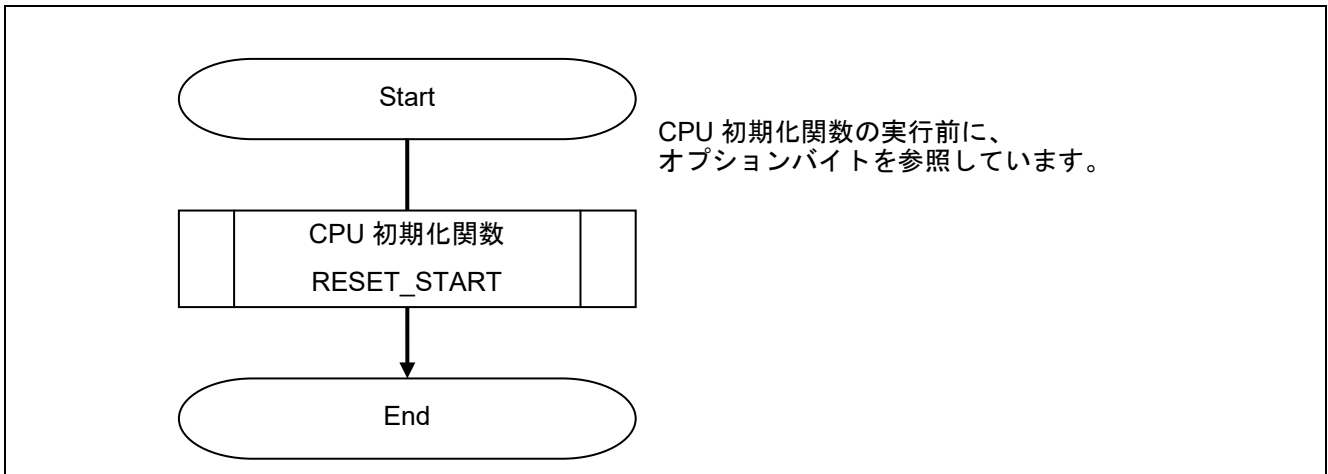 Start
CPU 初期化関数の実行前に、
オプションバイトを参照しています。
CPU 初期化関数
RESET_START
End